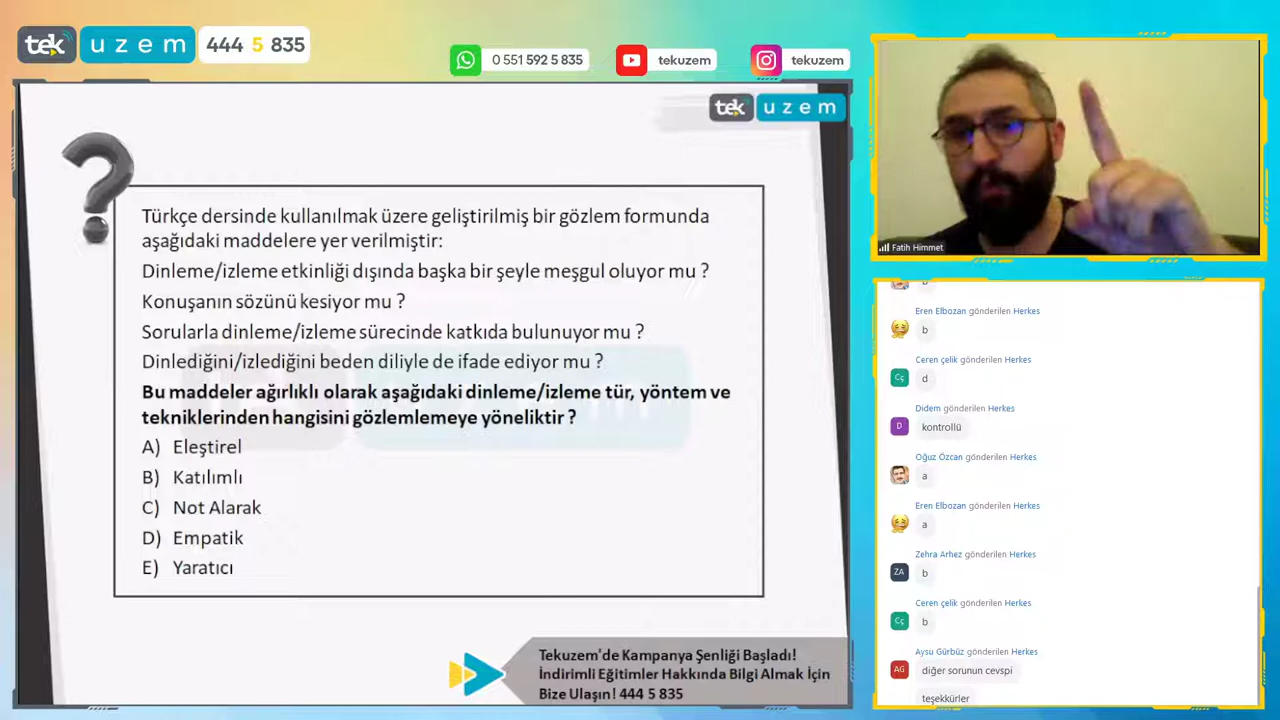 tek uzem 444 5 835
0 551 592 5 835
tekuzem
tekuzem
tek uzem
Türkçe dersinde kullanılmak üzere geliştirilmiş bir gözlem formunda
aşağıdaki maddelere yer verilmiştir:
Dinleme/izleme etkinliği dışında başka bir şeyle meşgul oluyor mu ?
Konuşanın sözünü kesiyor mu ?
Sorularla dinleme/izleme sürecinde katkıda bulunuyor mu ?
Dinlediğini/izlediğini beden diliyle de ifade ediyor mu ?
Bu maddeler ağırlıklı olarak aşağıdaki dinleme/izleme tür, yöntem ve
tekniklerinden hangisini gözlemlemeye yöneliktir ?
A) Eleştirel
B) Katılımlı
C) Not Alarak
D) Empatik
E) Yaratıcı
Tekuzem'de Kampanya Şenliği Başladı!
İndirimli Eğitimler Hakkında Bilgi Almak İçin
Bize Ulaşın! 444 5 835
Fatih Himmet
Eren Elbozan gönderilen Herkes
b
Ceren çelik gönderilen Herkes
Cç
d
Didem gönderilen Herkes
D
kontrollü
Oğuz Özcan gönderilen Herkes
a
Eren Elbozan gönderilen Herkes
a
Zehra Arhez gönderilen Herkes
ZA
b
Ceren çelik gönderilen Herkes
Cç
b
Aysu Gürbüz gönderilen Herkes
AG
diğer sorunun cevspi
teşekkürler